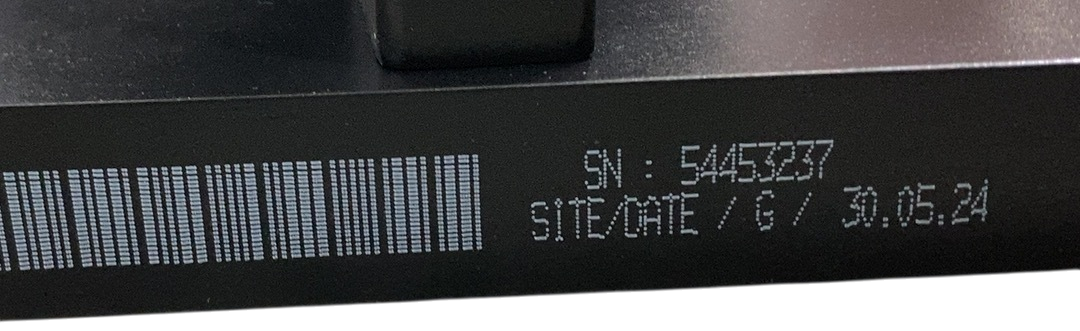 SN : 54453237
SITE/DATE / G / 30.05.24